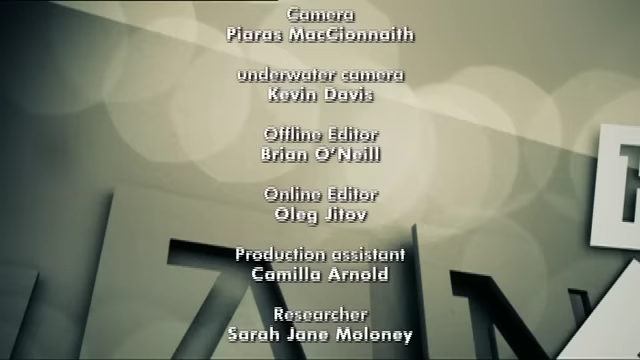 Camera
Piaras MacCionnaith
underwater camera
Kevin Davis
Offline Editor
Brian O'Neill
Online Editor
Oleg Jitov
Production assistant
Camilla Arnold
Researcher
Sarah Jane Moloney